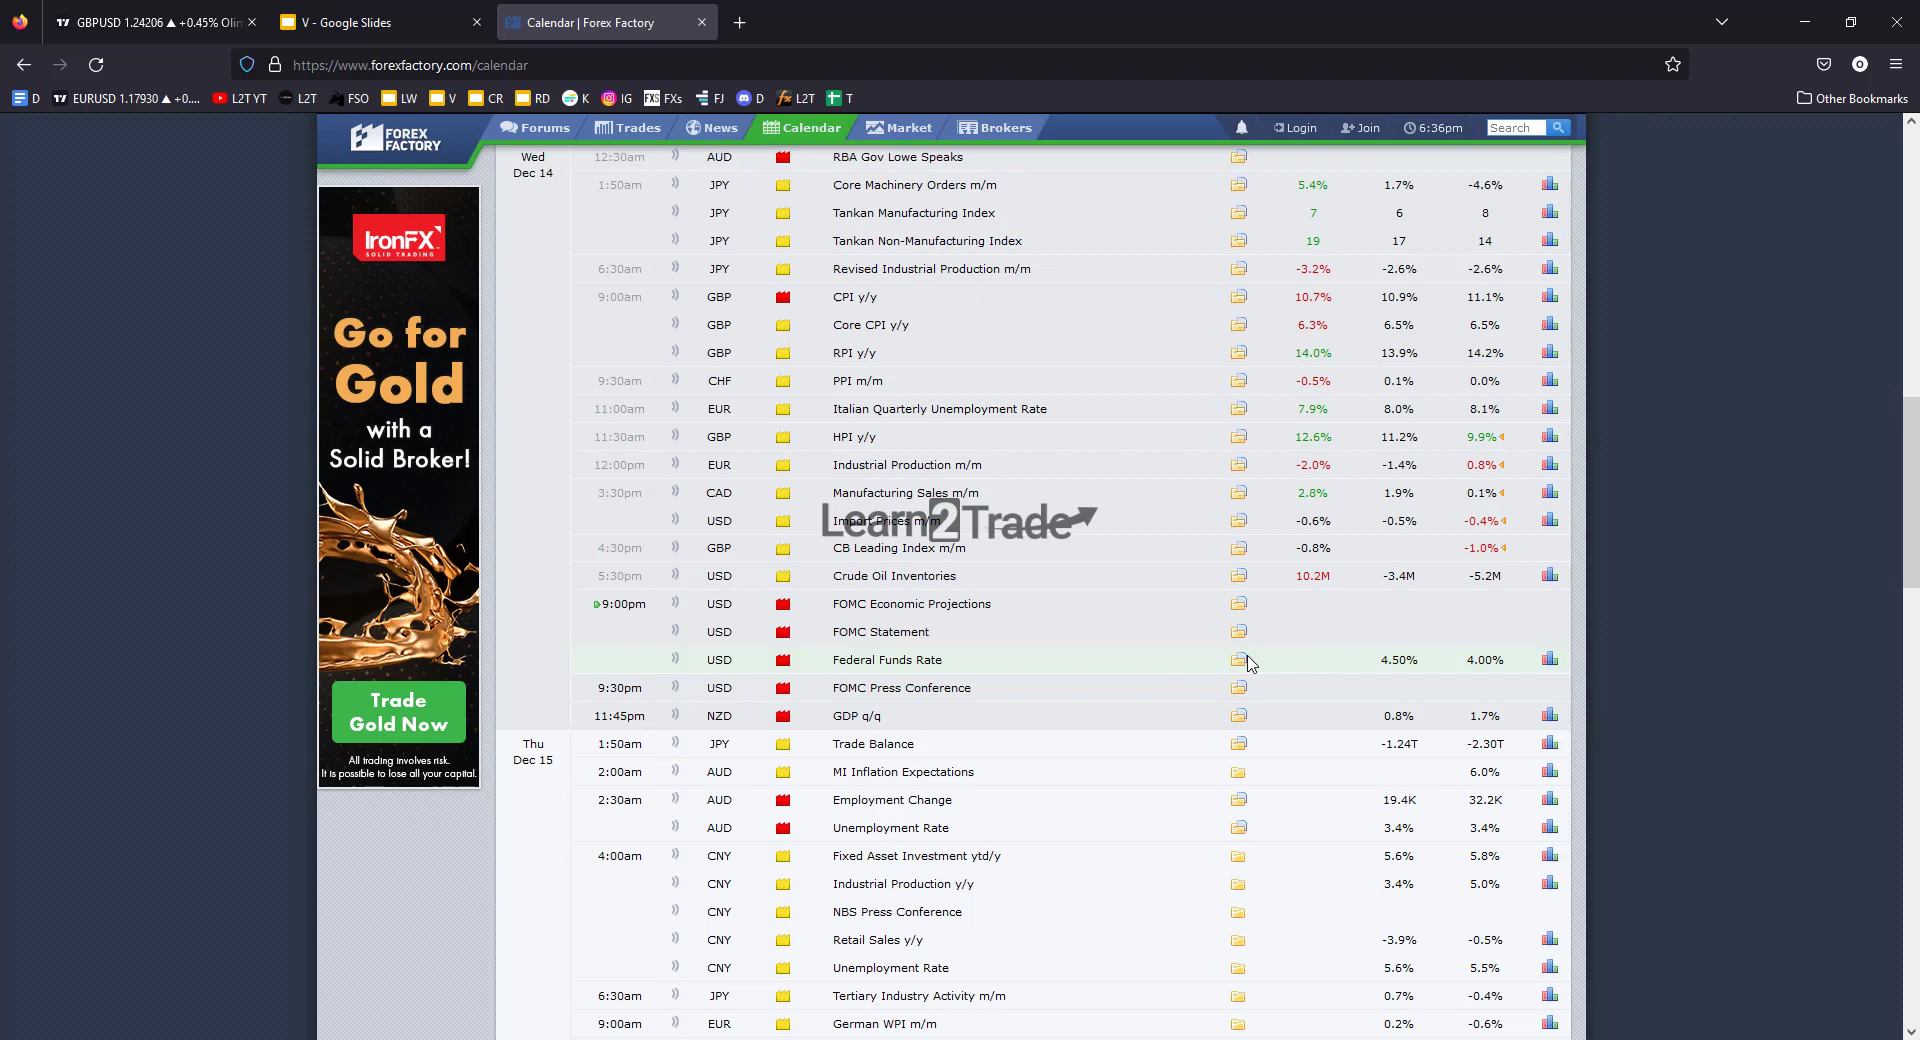 GBPUSD 1.24206 ▲ +0.45% Olin
V - Google Slides
Calendar | Forex Factory
https://www.forexfactory.com/calendar
D
EURUSD 1.17930 ▲ +0....
L2T YT
L2T
FSO
LW
V
CR
RD
K
IG
FXS FXs
FJ
D
fx L2T
T
Other Bookmarks
FOREX
FACTORY
Forums
Trades
News
Calendar
Market
Brokers
Login
Join
6:36pm
Search
IronFX
SOLID TRADING
Go for
Gold
with a
Solid Broker!
Trade
Gold Now
All trading involves risk.
It is possible to lose all your capital.
Wed 12:30am AUD RBA Gov Lowe Speaks
Dec 14
1:50am JPY Core Machinery Orders m/m 5.4% 1.7% -4.6%
JPY Tankan Manufacturing Index 7 6 8
JPY Tankan Non-Manufacturing Index 19 17 14
6:30am JPY Revised Industrial Production m/m -3.2% -2.6% -2.6%
9:00am GBP CPI y/y 10.7% 10.9% 11.1%
GBP Core CPI y/y 6.3% 6.5% 6.5%
GBP RPI y/y 14.0% 13.9% 14.2%
9:30am CHF PPI m/m -0.5% 0.1% 0.0%
11:00am EUR Italian Quarterly Unemployment Rate 7.9% 8.0% 8.1%
11:30am GBP HPI y/y 12.6% 11.2% 9.9%
12:00pm EUR Industrial Production m/m -2.0% -1.4% 0.8%
3:30pm CAD Manufacturing Sales m/m 2.8% 1.9% 0.1%
USD Import Prices m/m -0.6% -0.5% -0.4%
Learn2Trade
4:30pm GBP CB Leading Index m/m -0.8% -1.0%
5:30pm USD Crude Oil Inventories 10.2M -3.4M -5.2M
9:00pm USD FOMC Economic Projections
USD FOMC Statement
USD Federal Funds Rate 4.50% 4.00%
9:30pm USD FOMC Press Conference
11:45pm NZD GDP q/q 0.8% 1.7%
Thu 1:50am JPY Trade Balance -1.24T -2.30T
Dec 15
2:00am AUD MI Inflation Expectations 6.0%
2:30am AUD Employment Change 19.4K 32.2K
AUD Unemployment Rate 3.4% 3.4%
4:00am CNY Fixed Asset Investment ytd/y 5.6% 5.8%
CNY Industrial Production y/y 3.4% 5.0%
CNY NBS Press Conference
CNY Retail Sales y/y -3.9% -0.5%
CNY Unemployment Rate 5.6% 5.5%
6:30am JPY Tertiary Industry Activity m/m 0.7% -0.4%
9:00am EUR German WPI m/m 0.2% -0.6%